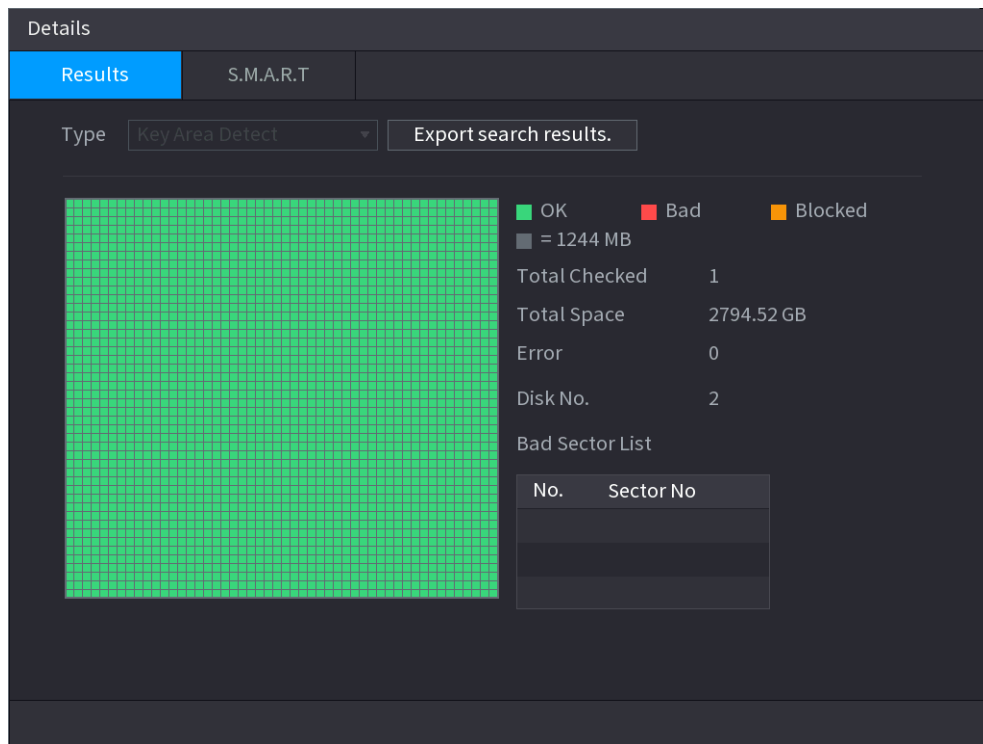 Details
Results S.M.A.R.T
Type Key Area Detect Export search results.
OK Bad Blocked
= 1244 MB
Total Checked 1
Total Space 2794.52 GB
Error 0
Disk No. 2
Bad Sector List
No. Sector No